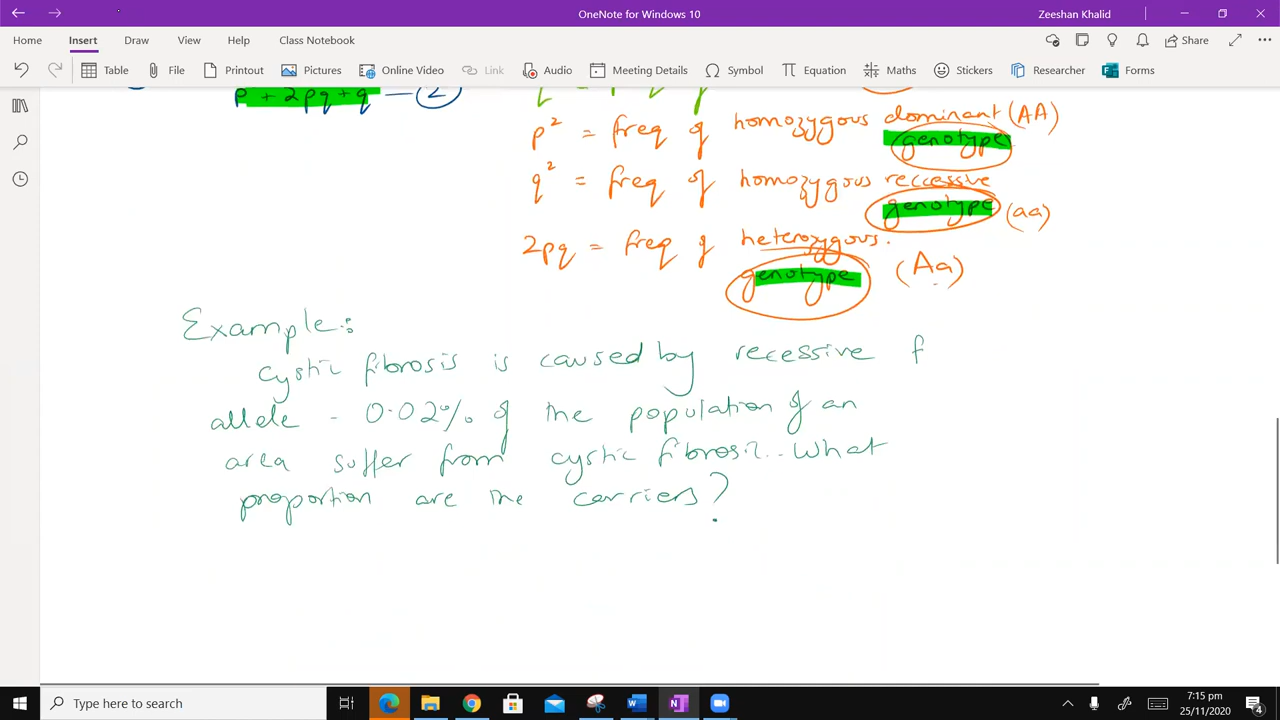 OneNote for Windows 10
Zeeshan Khalid
Home Insert Draw View Help Class Notebook
Share
Table File Printout Pictures Online Video Link Audio Meeting Details Symbol Equation Maths Stickers Researcher Forms
p + 2pq + q — 2
p² = freq of homozygous dominant (AA)
genotype
q² = freq of homozygous reccessive
genotype (aa)
2pq = freq of heterozygous.
genotype (Aa)
Example:
cystic fibrosis is caused by recessive f
allele - 0.02% of the population of an
area suffer from cystic fibrosis.. What
proportion are the carriers?
Type here to search
7:15 pm
25/11/2020
4